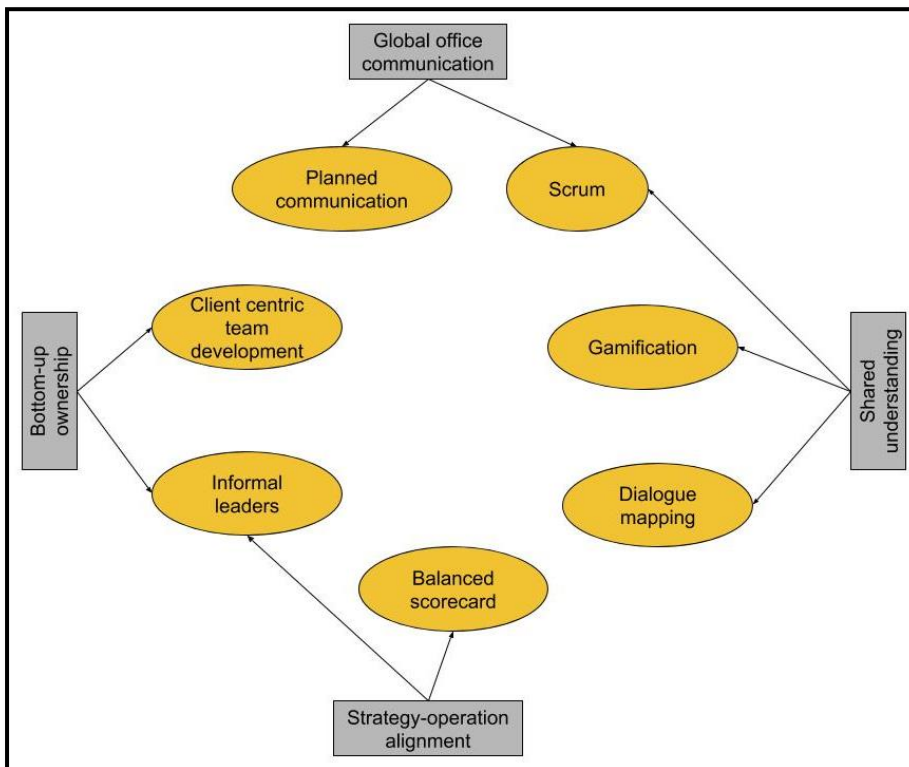 Global office
communication
Planned
communication
Scrum
Client centric
team
development
Gamification
Bottom-up
ownership
Shared
understanding
Informal
leaders
Dialogue
mapping
Balanced
scorecard
Strategy-operation
alignment